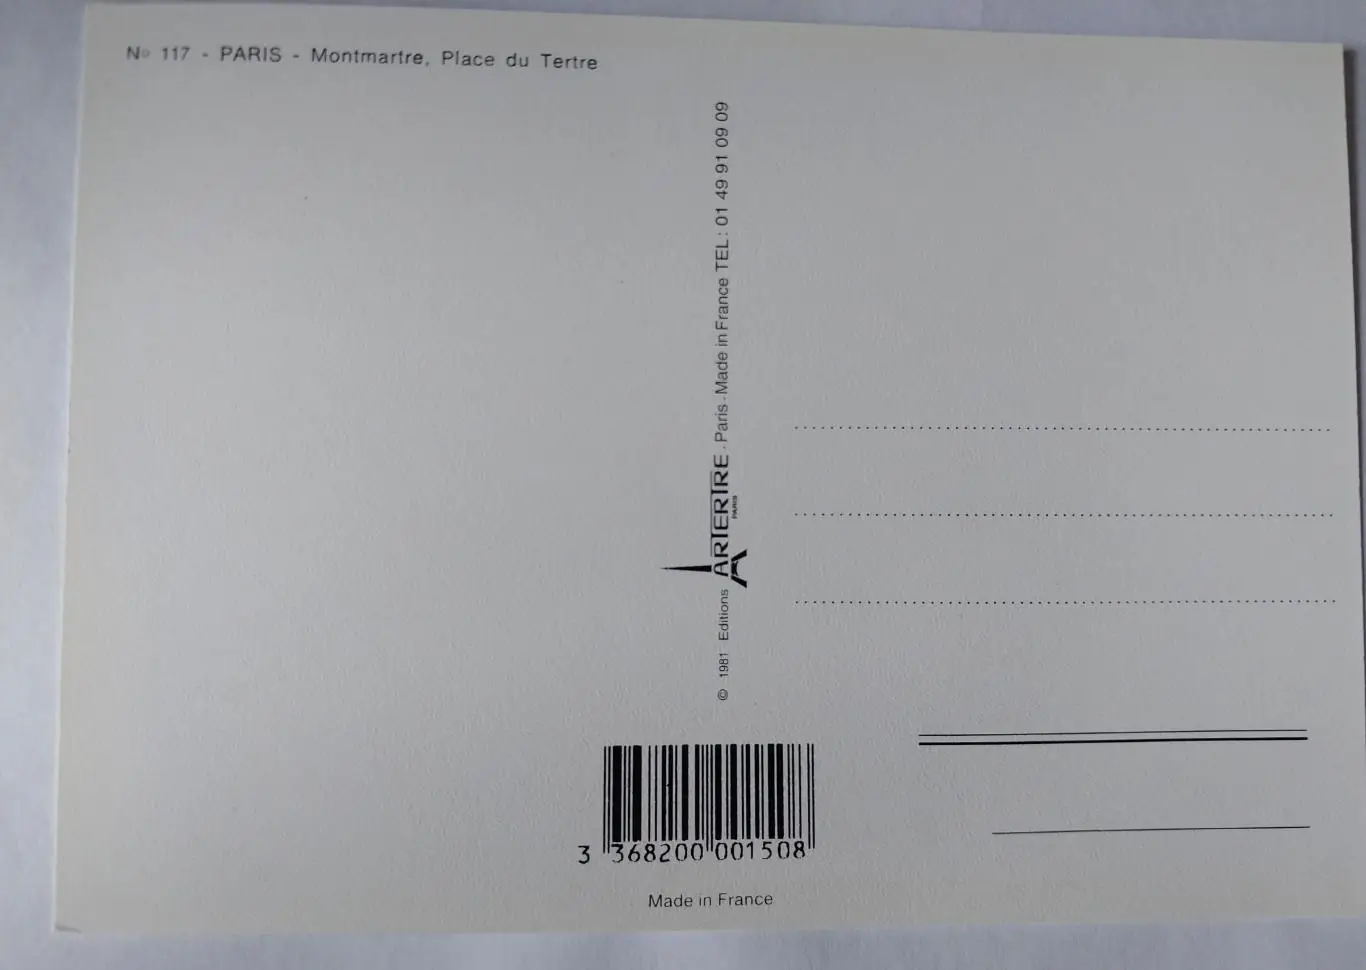 No 117 - PARIS - Montmartre, Place du Tertre
© 1981 Editions ARTERTRE . Paris - Made in France TEL : 01 49 91 09 09
PARIS
3 368200 001508
Made in France